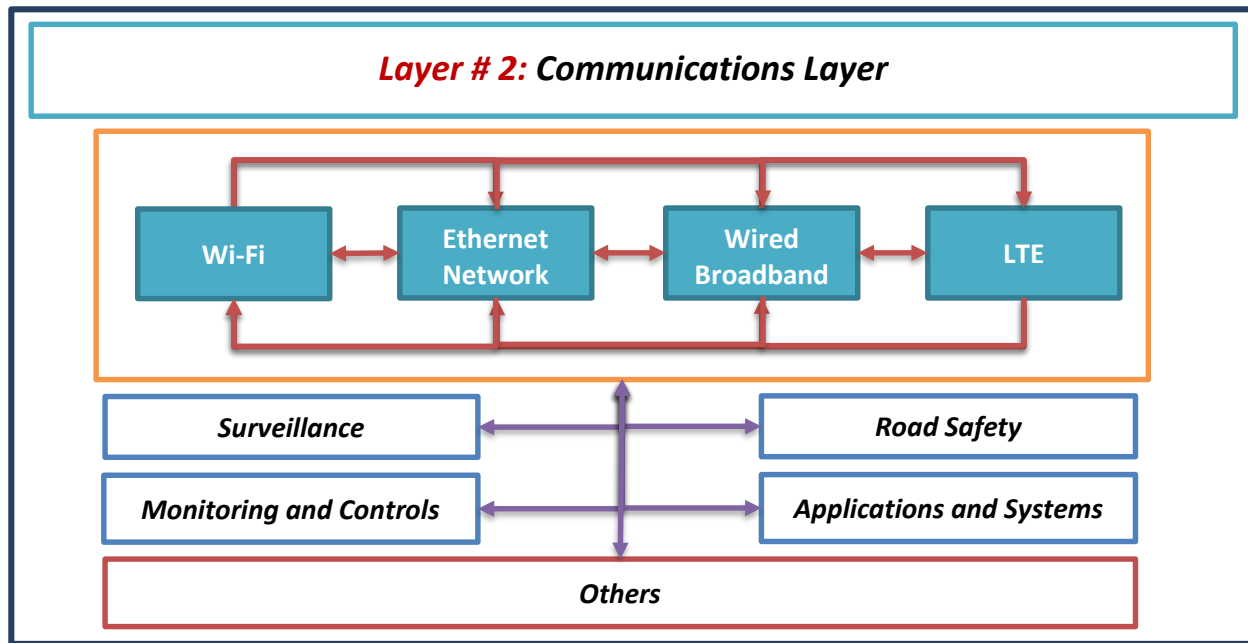 Layer # 2: Communications Layer
Wi-Fi
Ethernet
Network
Wired
Broadband
LTE
Surveillance
Road Safety
Monitoring and Controls
Applications and Systems
Others